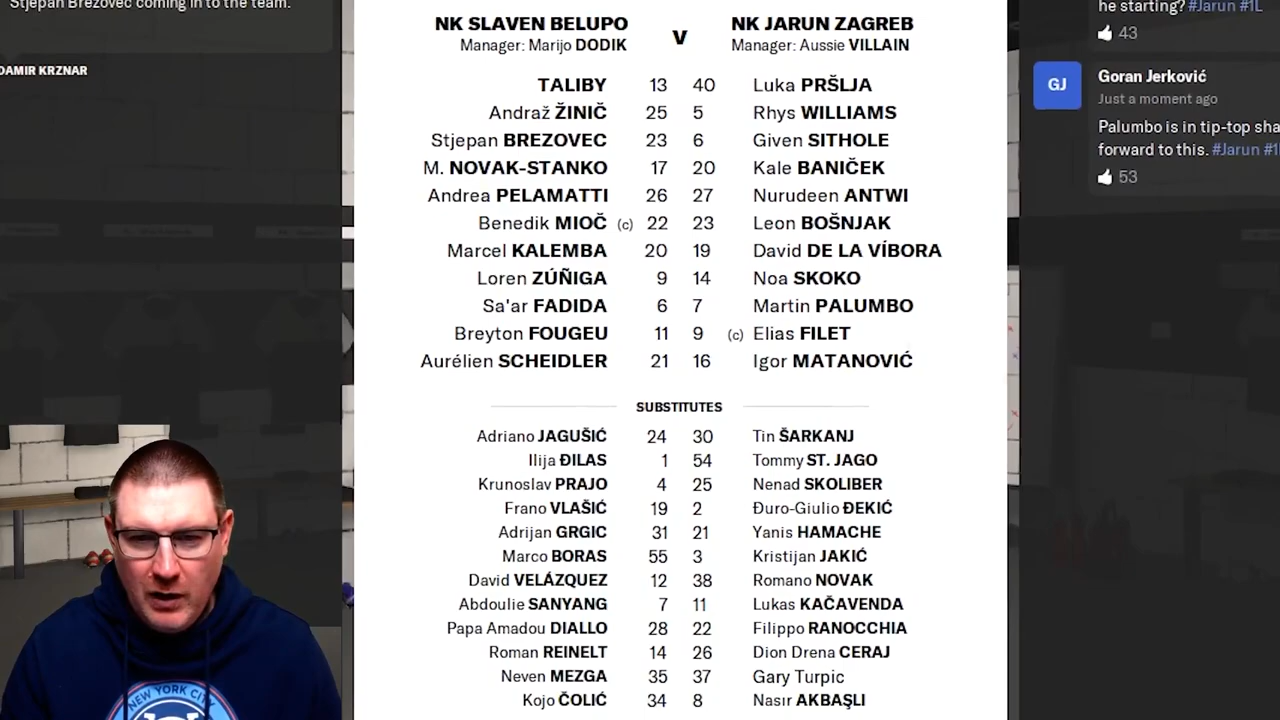 Stjepan Brezovec coming in to the team.
DAMIR KRZNAR
NK SLAVEN BELUPO v NK JARUN ZAGREB
Manager: Marijo DODIK Manager: Aussie VILLAIN
TALIBY 13 40 Luka PRŠLJA
Andraž ŽINIČ 25 5 Rhys WILLIAMS
Stjepan BREZOVEC 23 6 Given SITHOLE
M. NOVAK-STANKO 17 20 Kale BANIČEK
Andrea PELAMATTI 26 27 Nurudeen ANTWI
Benedik MIOČ (c) 22 23 Leon BOŠNJAK
Marcel KALEMBA 20 19 David DE LA VÍBORA
Loren ZÚÑIGA 9 14 Noa SKOKO
Sa'ar FADIDA 6 7 Martin PALUMBO
Breyton FOUGEU 11 9 (c) Elias FILET
Aurélien SCHEIDLER 21 16 Igor MATANOVIĆ
SUBSTITUTES
Adriano JAGUŠIĆ 24 30 Tin ŠARKANJ
Ilija ĐILAS 1 54 Tommy ST. JAGO
Krunoslav PRAJO 4 25 Nenad SKOLIBER
Frano VLAŠIĆ 19 2 Đuro-Giulio ĐEKIĆ
Adrijan GRGIC 31 21 Yanis HAMACHE
Marco BORAS 55 3 Kristijan JAKIĆ
David VELÁZQUEZ 12 38 Romano NOVAK
Abdoulie SANYANG 7 11 Lukas KAČAVENDA
Papa Amadou DIALLO 28 22 Filippo RANOCCHIA
Roman REINELT 14 26 Dion Drena CERAJ
Neven MEZGA 35 37 Gary Turpic
Kojo ČOLIĆ 34 8 Nasır AKBAŞLI
he starting? #Jarun #1L
43
GJ
Goran Jerković
Just a moment ago
Palumbo is in tip-top sha
forward to this. #Jarun #1
53
NEW YORK CITY